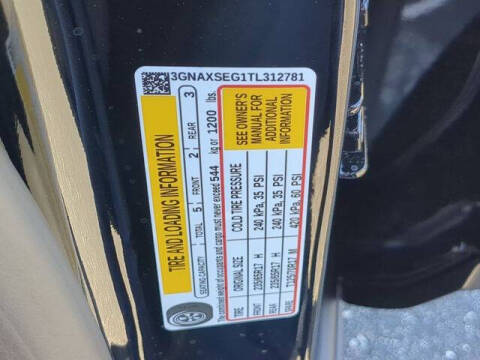 3GNAXSEG1TL312781
TIRE AND LOADING INFORMATION
SEATING CAPACITY TOTAL 5 FRONT 2 REAR 3
The combined weight of occupants and cargo must never exceed 544 kg or 1200 lbs.
TIRE ORIGINAL SIZE COLD TIRE PRESSURE
FRONT 225/65R17 H 240 kPa, 35 PSI
REAR 225/65R17 H 240 kPa, 35 PSI
SPARE T125/70R17 M 420 kPa, 60 PSI
SEE OWNER'S
MANUAL FOR
ADDITIONAL
INFORMATION